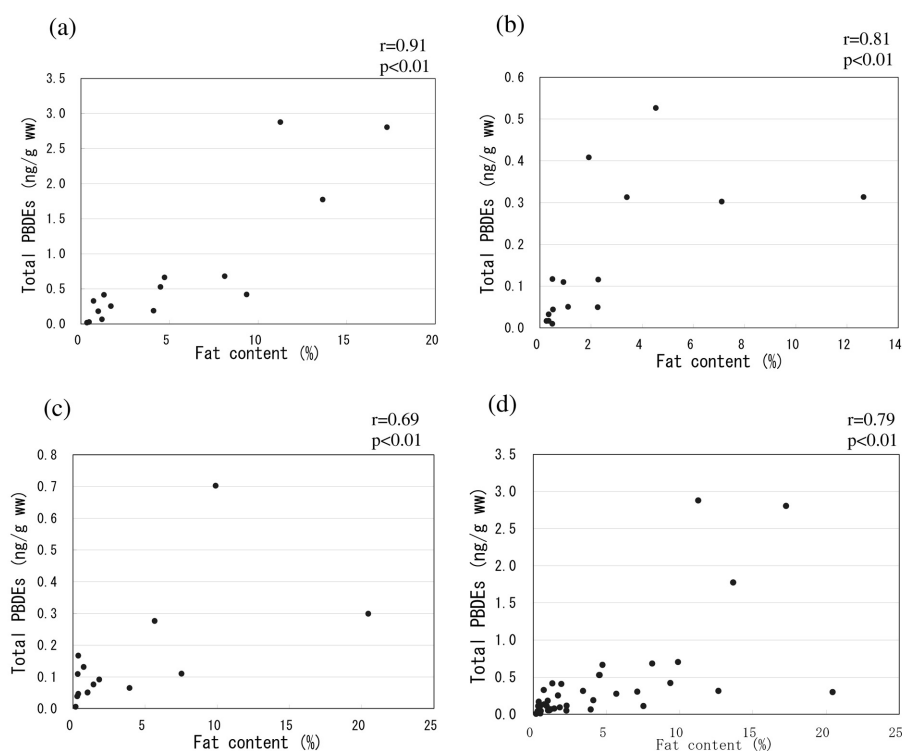 (a)
r=0.91
p<0.01
3.5
3.0
2.5
2.0
1.5
1.0
0.5
0.0
Total PBDEs (ng/g ww)
0 5 10 15 20
Fat content (%)
(b)
r=0.81
p<0.01
0.6
0.5
0.4
0.3
0.2
0.1
0.0
Total PBDEs (ng/g ww)
0 2 4 6 8 10 12 14
Fat content (%)
(c)
r=0.69
p<0.01
0.8
0.7
0.6
0.5
0.4
0.3
0.2
0.1
0.0
Total PBDEs (ng/g ww)
0 5 10 15 20 25
Fat content (%)
(d)
r=0.79
p<0.01
3.5
3.0
2.5
2.0
1.5
1.0
0.5
0.0
Total PBDEs (ng/g ww)
0 5 10 15 20 25
Fat content (%)